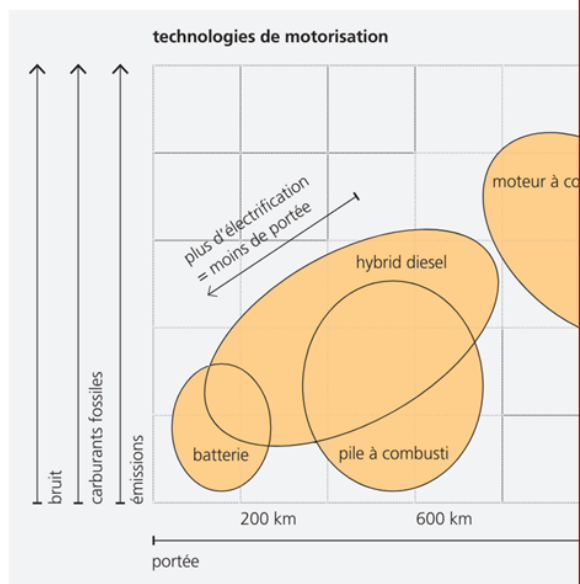 technologies de motorisation
moteur à co
plus d'électrification
= moins de portée
hybrid diesel
batterie
pile à combusti
bruit
carburants fossiles
émissions
200 km
600 km
portée